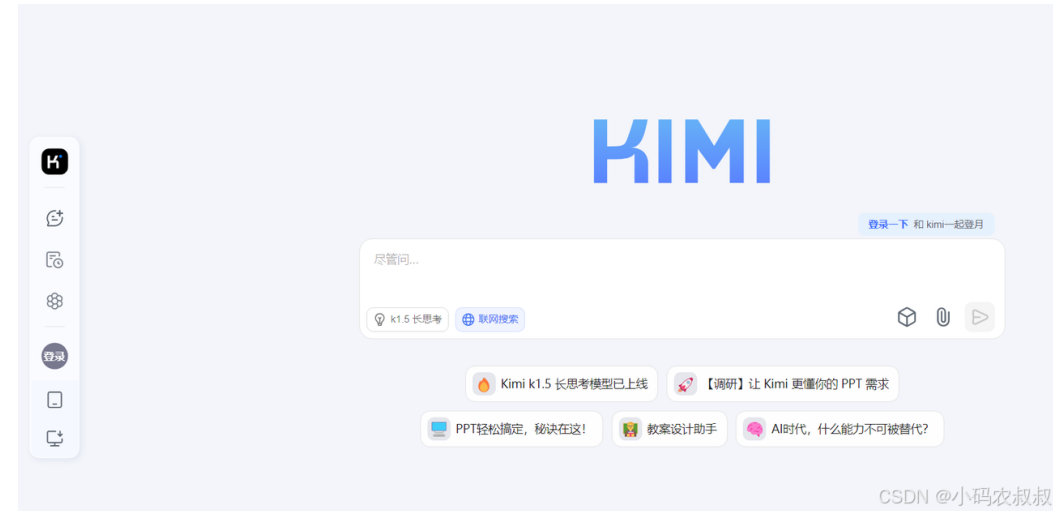 KIMI
登录一下 和 kimi一起登月
尽管问...
k1.5 长思考 联网搜索
登录
Kimi k1.5 长思考模型已上线 【调研】让 Kimi 更懂你的 PPT 需求
PPT轻松搞定，秘诀在这！ 教案设计助手 AI时代，什么能力不可被替代？
CSDN @小码农叔叔